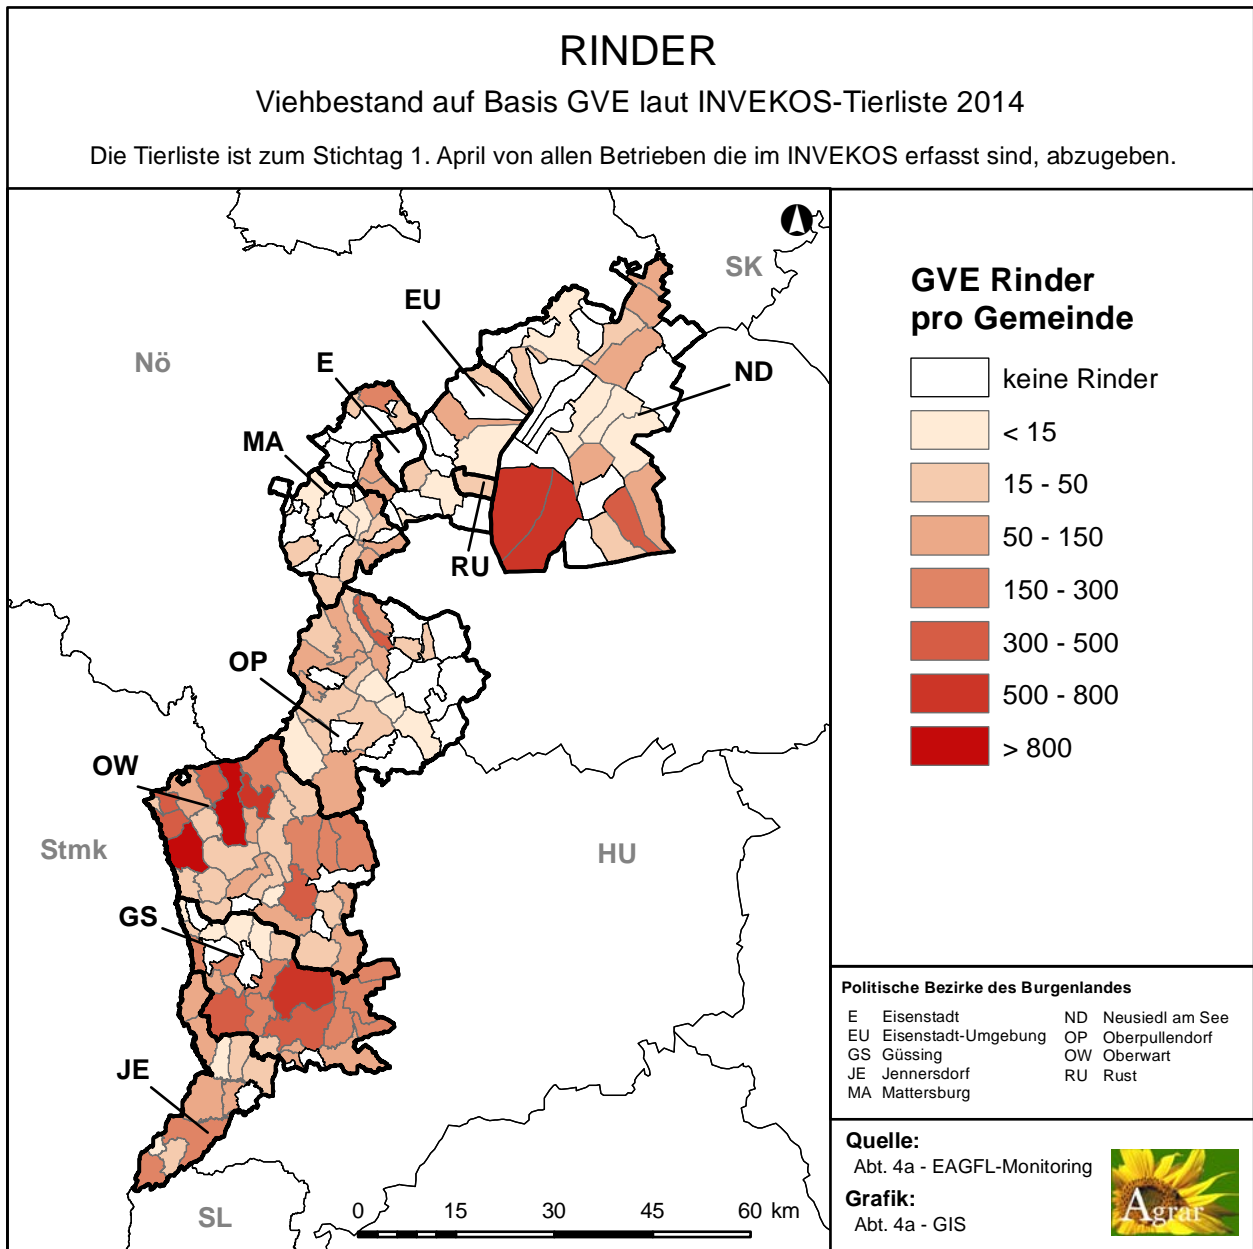 RINDER
Viehbestand auf Basis GVE laut INVEKOS-Tierliste 2014
Die Tierliste ist zum Stichtag 1. April von allen Betrieben die im INVEKOS erfasst sind, abzugeben.
SK
EU
Nö
E
ND
MA
RU
OP
OW
Stmk
HU
GS
JE
SL
0 15 30 45 60 km
GVE Rinder
pro Gemeinde
keine Rinder
< 15
15 - 50
50 - 150
150 - 300
300 - 500
500 - 800
> 800
Politische Bezirke des Burgenlandes
E Eisenstadt
EU Eisenstadt-Umgebung
GS Güssing
JE Jennersdorf
MA Mattersburg
ND Neusiedl am See
OP Oberpullendorf
OW Oberwart
RU Rust
Quelle:
Abt. 4a - EAGFL-Monitoring
Grafik:
Abt. 4a - GIS
Agrar